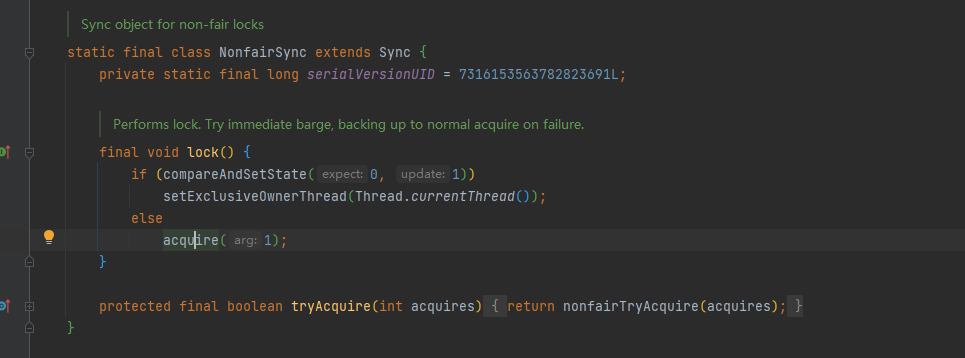 Sync object for non-fair locks
static final class NonfairSync extends Sync {
private static final long serialVersionUID = 7316153563782823691L;
Performs lock. Try immediate barge, backing up to normal acquire on failure.
final void lock() {
if (compareAndSetState( expect: 0, update: 1))
setExclusiveOwnerThread(Thread.currentThread());
else
acquire( arg: 1);
}
protected final boolean tryAcquire(int acquires) { return nonfairTryAcquire(acquires); }
}